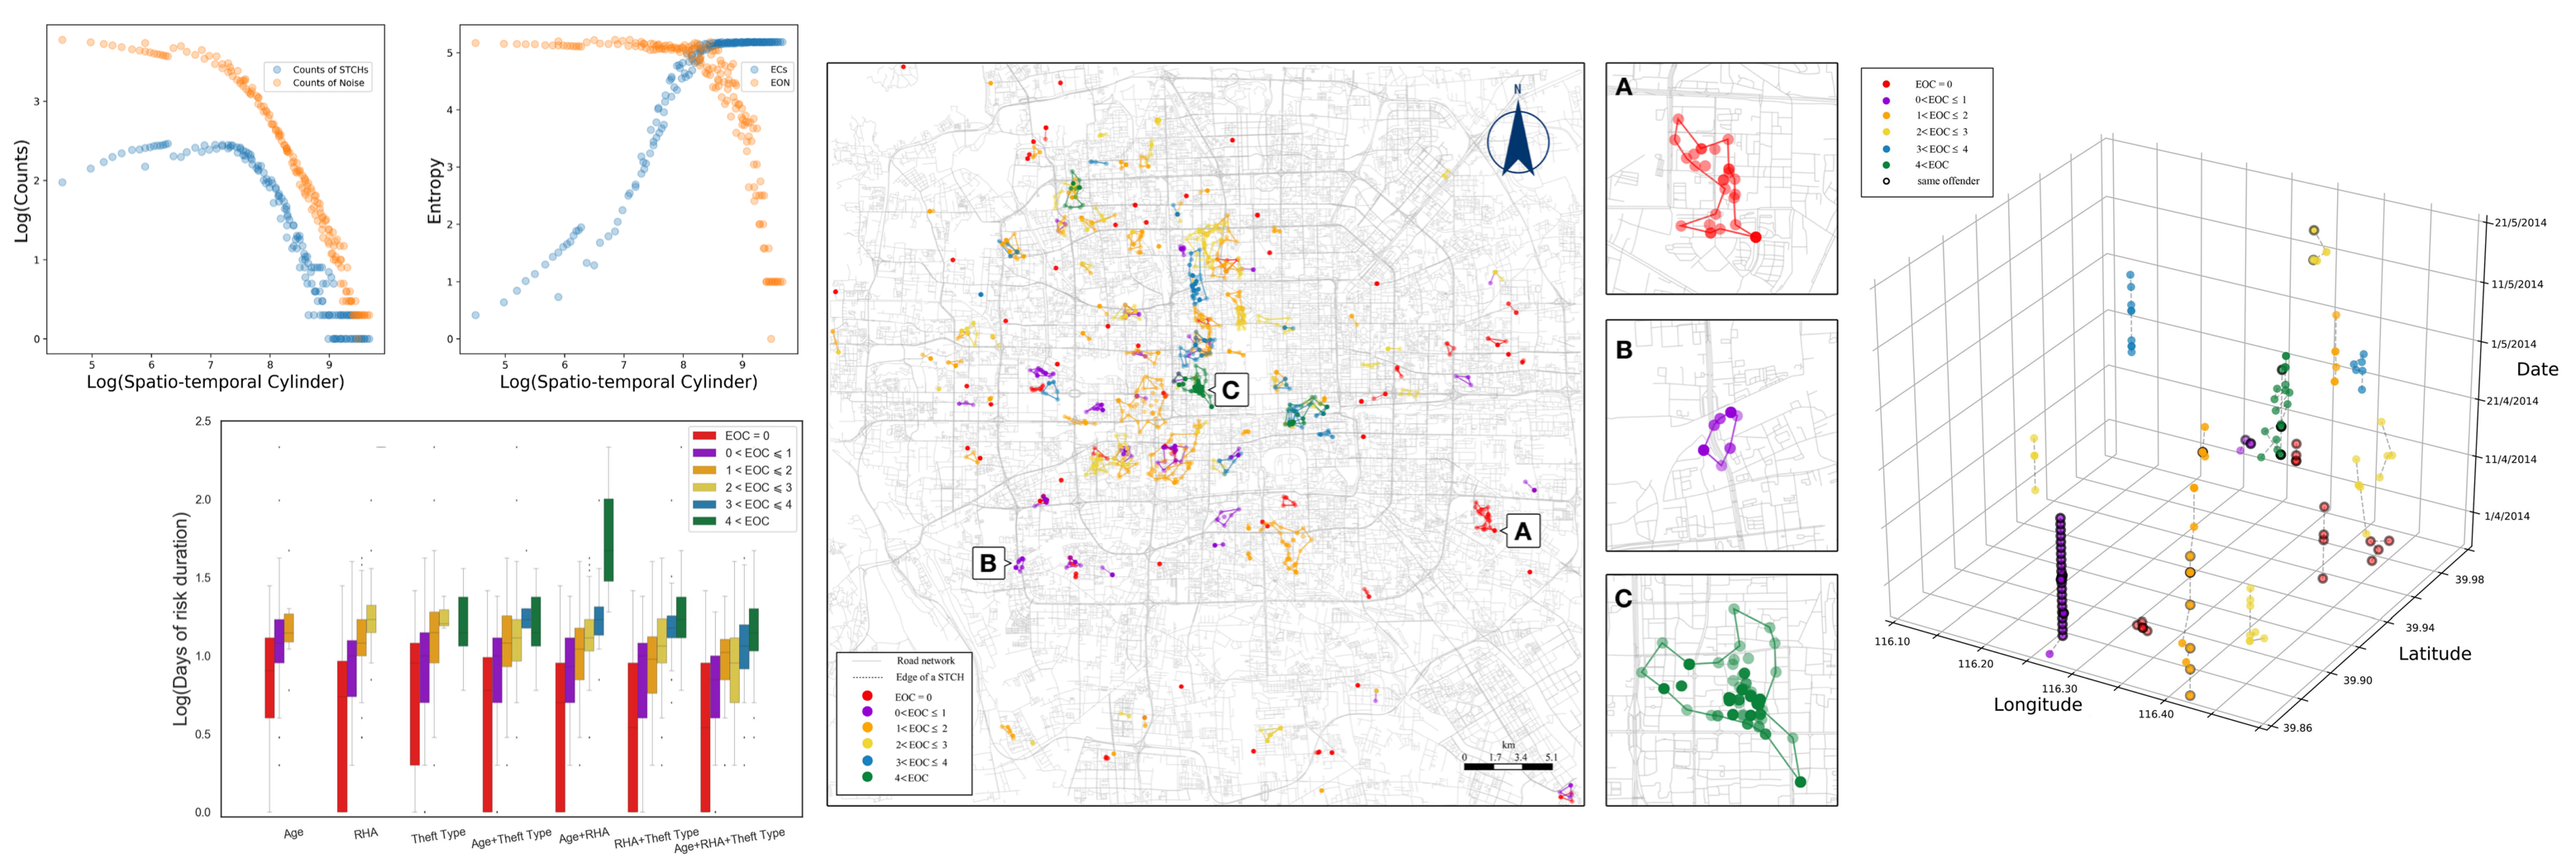 Log(Counts)
3
2
1
0
Counts of STCHs
Counts of Noise
5
6
7
8
9
Log(Spatio-temporal Cylinder)
Entropy
5
4
3
2
1
0
ECs
EON
5
6
7
8
9
Log(Spatio-temporal Cylinder)
Log(Days of risk duration)
2.5
2.0
1.5
1.0
0.5
0.0
EOC = 0
0 < EOC ⩽ 1
1 < EOC ⩽ 2
2 < EOC ⩽ 3
3 < EOC ⩽ 4
4 < EOC
Age
RHA
Theft Type
Age+Theft Type
Age+RHA
RHA+Theft Type
Age+RHA+Theft Type
N
C
A
B
Road network
Edge of a STCH
EOC = 0
0<EOC ≤ 1
1<EOC ≤ 2
2<EOC ≤ 3
3<EOC ≤ 4
4<EOC
km
0 1.7 3.4 5.1
A
B
C
EOC = 0
0<EOC ≤ 1
1<EOC ≤ 2
2<EOC ≤ 3
3<EOC ≤ 4
4<EOC
same offender
21/5/2014
11/5/2014
1/5/2014
Date
21/4/2014
11/4/2014
1/4/2014
39.98
39.94
Latitude
39.90
39.86
116.10
116.20
116.30
116.40
Longitude